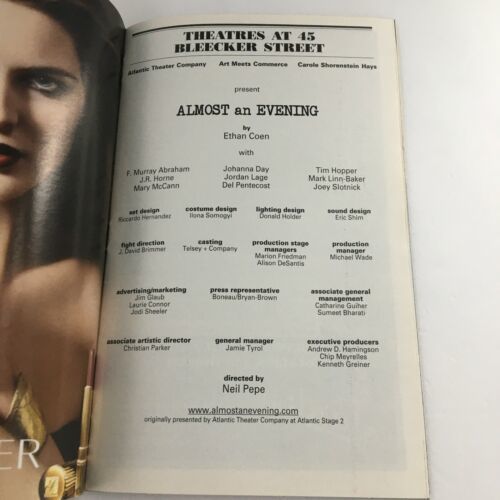 THEATRES AT 45
BLEECKER STREET
Atlantic Theater Company Art Meets Commerce Carole Shorenstein Hays
present
ALMOST an EVENING
by
Ethan Coen
with
F. Murray Abraham Johanna Day Tim Hopper
J.R. Horne Jordan Lage Mark Linn-Baker
Mary McCann Del Pentecost Joey Slotnick
set design costume design lighting design sound design
Riccardo Hernandez Ilona Somogyi Donald Holder Eric Shim
fight direction casting production stage production
J. David Brimmer Telsey + Company managers manager
Marion Friedman Michael Wade
Alison DeSantis
advertising/marketing press representative associate general
Jim Glaub Boneau/Bryan-Brown management
Laurie Connor Catharine Guiher
Jodi Sheeler Sumeet Bharati
associate artistic director general manager executive producers
Christian Parker Jamie Tyrol Andrew D. Hamingson
Chip Meyrelles
Kenneth Greiner
directed by
Neil Pepe
www.almostanevening.com
originally presented by Atlantic Theater Company at Atlantic Stage 2
ER